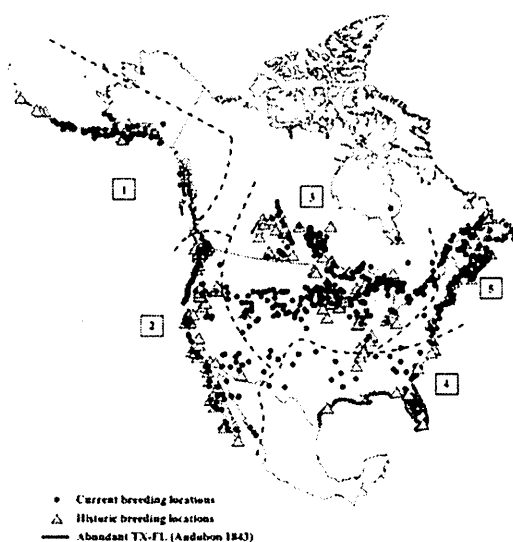 1
3
5
2
4
Current breeding locations
Historic breeding locations
Abundant TX-FL (Audubon 1843)